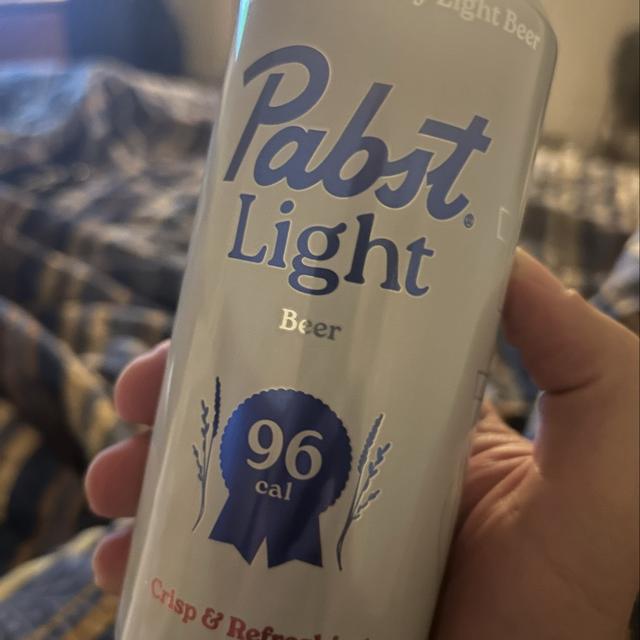 Light Beer
Pabst®
Light
Beer
96
cal
Crisp &